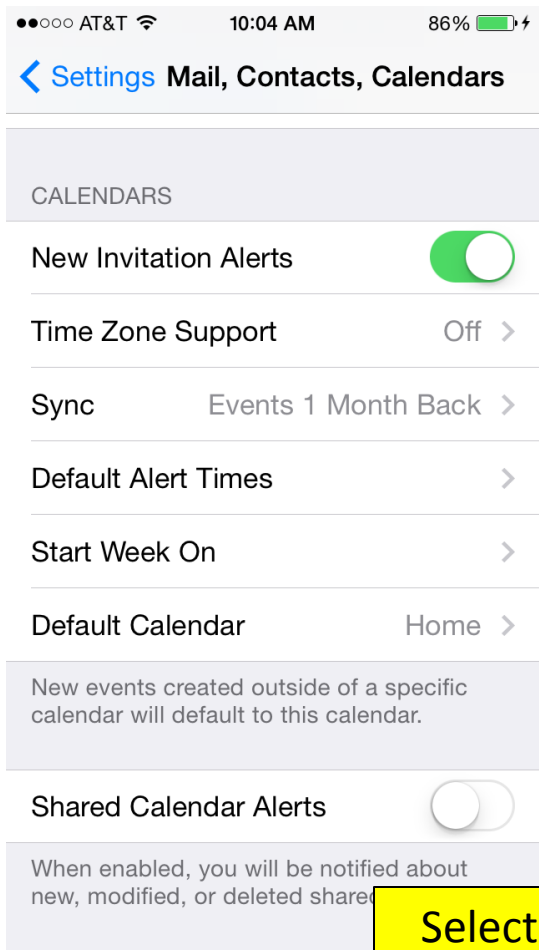 AT&T 10:04 AM 86%
Settings Mail, Contacts, Calendars
CALENDARS
New Invitation Alerts
Time Zone Support Off
Sync Events 1 Month Back
Default Alert Times
Start Week On
Default Calendar Home
New events created outside of a specific
calendar will default to this calendar.
Shared Calendar Alerts
When enabled, you will be notified about
new, modified, or deleted shared
Select